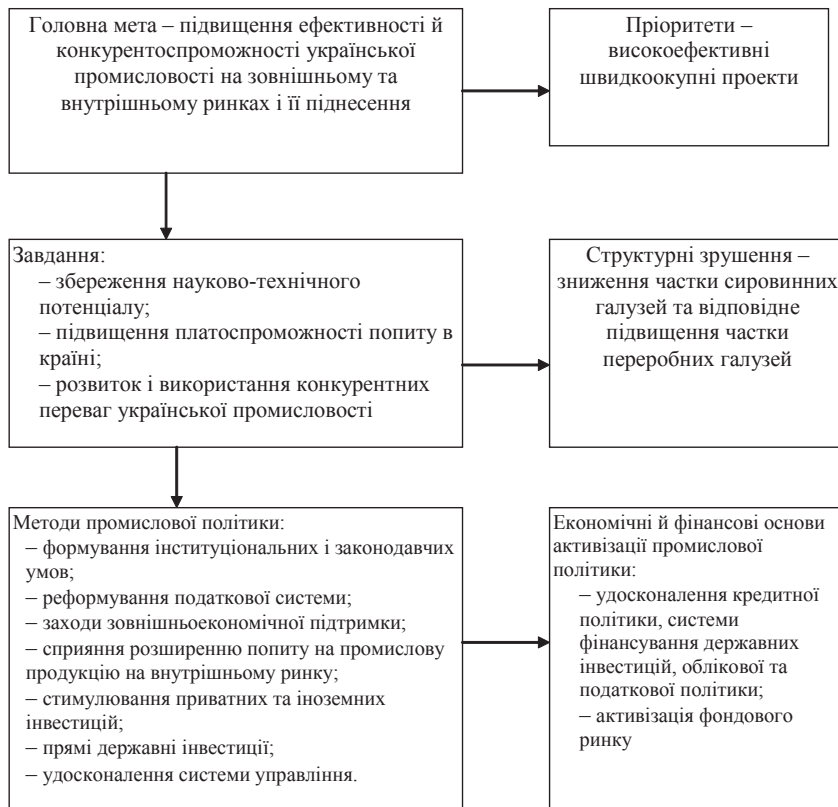 Головна мета – підвищення ефективності й
конкурентоспроможності української
промисловості на зовнішньому та
внутрішньому ринках і її піднесення
Пріоритети –
високоефективні
швидкоокупні проекти
Завдання:
– збереження науково-технічного
потенціалу;
– підвищення платоспроможності попиту в
країні;
– розвиток і використання конкурентних
переваг української промисловості
Структурні зрушення –
зниження частки сировинних
галузей та відповідне
підвищення частки
переробних галузей
Методи промислової політики:
– формування інституціональних і законодавчих
умов;
– реформування податкової системи;
– заходи зовнішньоекономічної підтримки;
– сприяння розширенню попиту на промислову
продукцію на внутрішньому ринку;
– стимулювання приватних та іноземних
інвестицій;
– прямі державні інвестиції;
– удосконалення системи управління.
Економічні й фінансові основи
активізації промислової
політики:
– удосконалення кредитної
політики, системи
фінансування державних
інвестицій, облікової та
податкової політики;
– активізація фондового
ринку